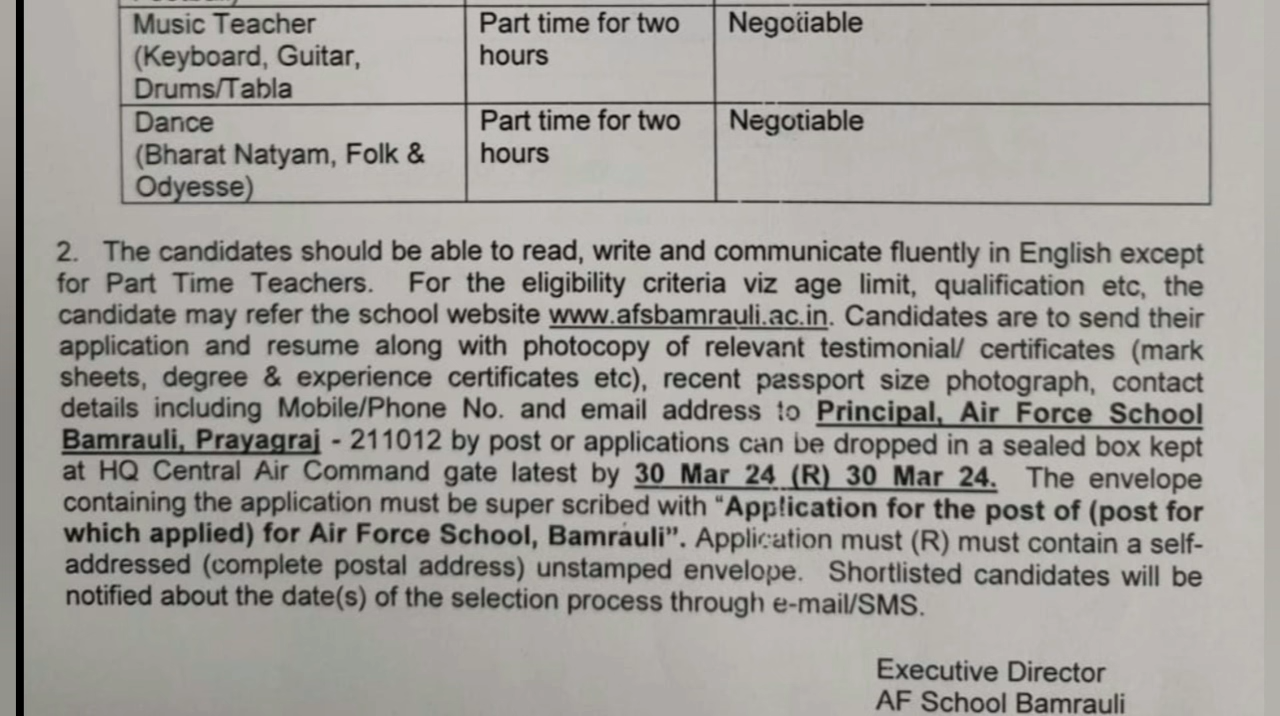 Music Teacher
(Keyboard, Guitar,
Drums/Tabla
Part time for two
hours
Negotiable
Dance
(Bharat Natyam, Folk &
Odyesse)
Part time for two
hours
Negotiable
2. The candidates should be able to read, write and communicate fluently in English except
for Part Time Teachers. For the eligibility criteria viz age limit, qualification etc, the
candidate may refer the school website www.afsbamrauli.ac.in. Candidates are to send their
application and resume along with photocopy of relevant testimonial/ certificates (mark
sheets, degree & experience certificates etc), recent passport size photograph, contact
details including Mobile/Phone No. and email address to Principal, Air Force School
Bamrauli, Prayagraj - 211012 by post or applications can be dropped in a sealed box kept
at HQ Central Air Command gate latest by 30 Mar 24 (R) 30 Mar 24. The envelope
containing the application must be super scribed with “Application for the post of (post for
which applied) for Air Force School, Bamrauli”. Application must (R) must contain a self-
addressed (complete postal address) unstamped envelope. Shortlisted candidates will be
notified about the date(s) of the selection process through e-mail/SMS.
Executive Director
AF School Bamrauli